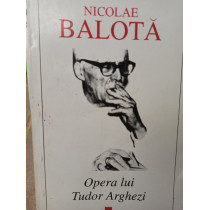 NICOLAE
BALOTĂ
Opera lui
Tudor Arghezi